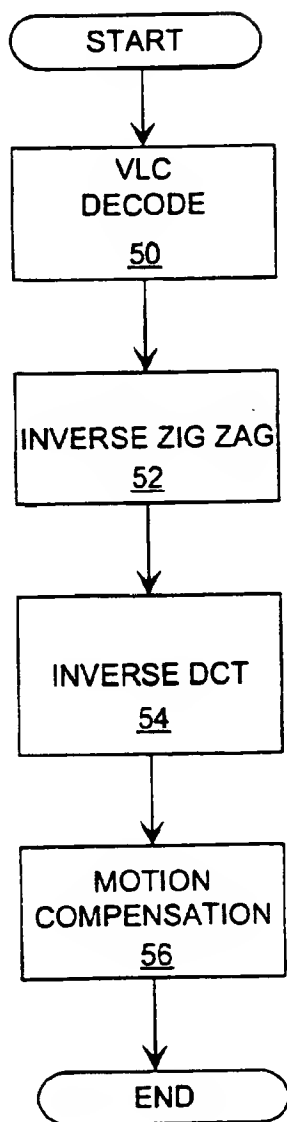 START
VLC
DECODE
50
INVERSE ZIG ZAG
52
INVERSE DCT
54
MOTION
COMPENSATION
56
END